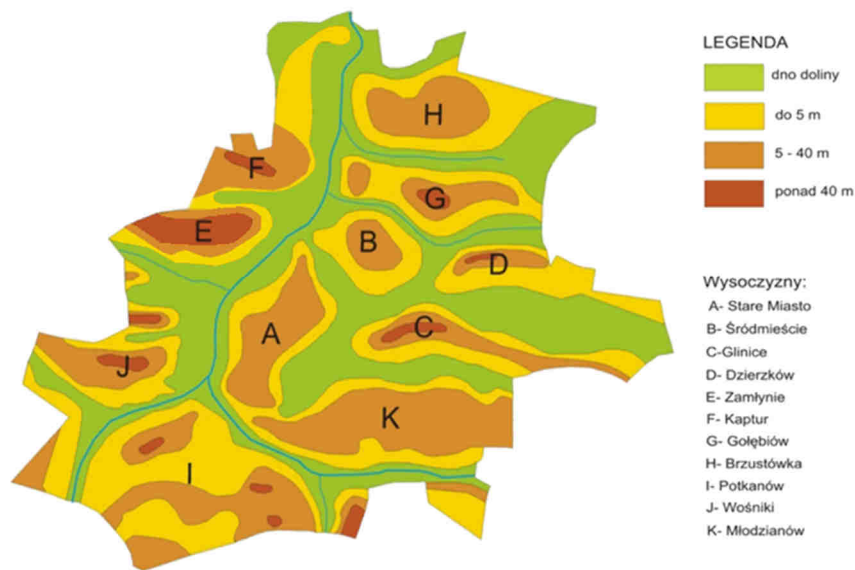 LEGENDA
dno doliny
do 5 m
5 - 40 m
ponad 40 m
H
F
G
E
B
D
A
C
J
K
I
Wysoczyzny:
A- Stare Miasto
B- Śródmieście
C-Glinice
D- Dzierzków
E- Zamłynie
F- Kaptur
G- Gołębiów
H- Brzustówka
I- Potkanów
J- Wośniki
K- Młodzianów